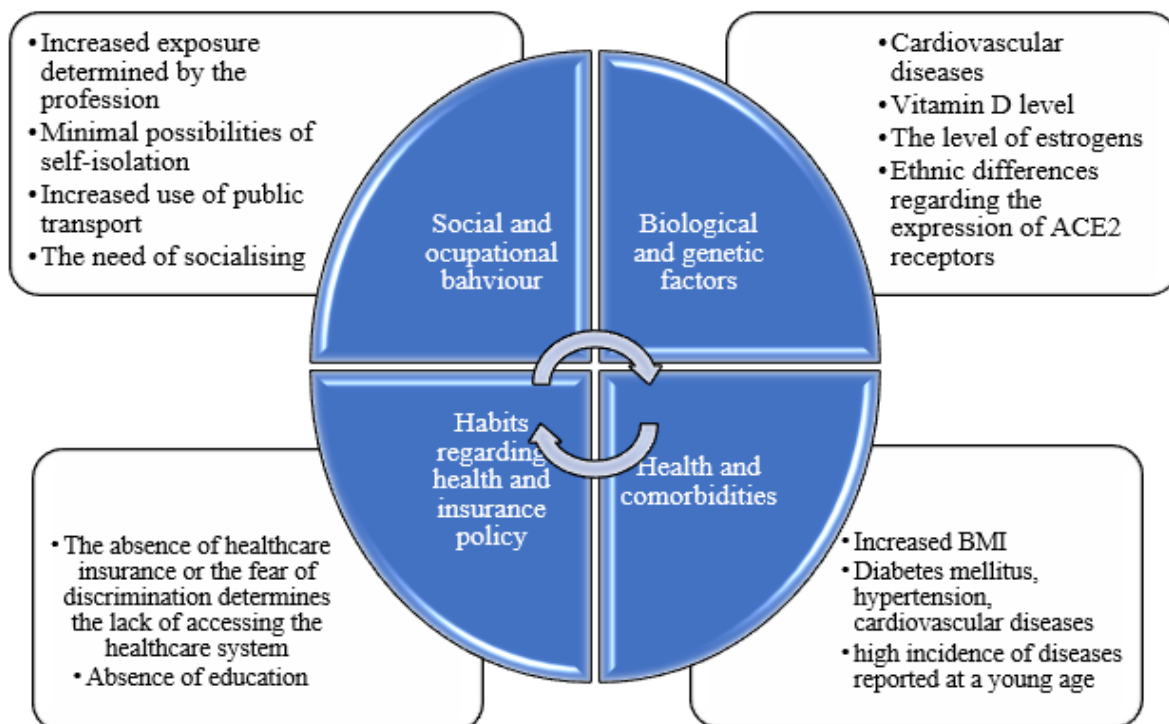 •Increased exposure
determined by the
profession
•Minimal possibilities of
self-isolation
•Increased use of public
transport
•The need of socialising
•Cardiovascular
diseases
•Vitamin D level
•The level of estrogens
•Ethnic differences
regarding the
expression of ACE2
receptors
Social and
ocupational
bahviour
Biological
and genetic
factors
Habits
regarding
health and
insurance
policy
Health and
comorbidities
• The absence of healthcare
insurance or the fear of
discrimination determines
the lack of accessing the
healthcare system
• Absence of education
•Increased BMI
•Diabetes mellitus,
hypertension,
cardiovascular diseases
•high incidence of diseases
reported at a young age